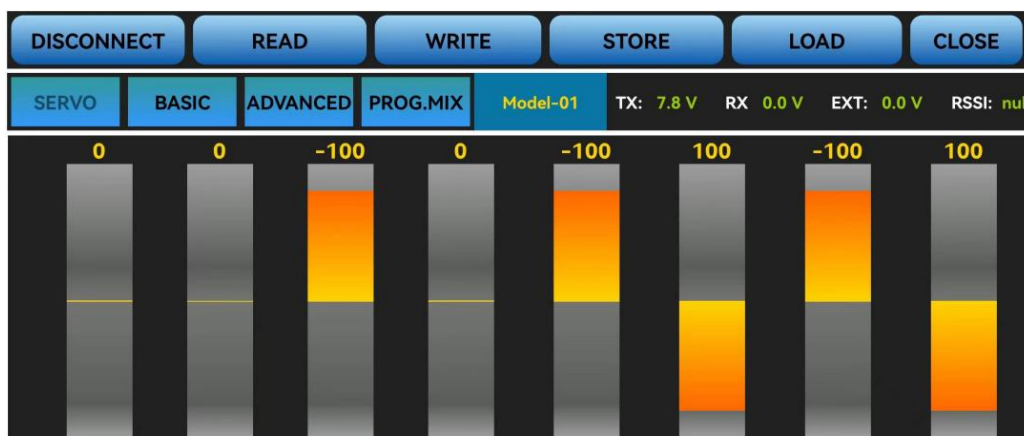 DISCONNECT READ WRITE STORE LOAD CLOSE
SERVO BASIC ADVANCED PROG.MIX Model-01 TX: 7.8 V RX 0.0 V EXT: 0.0 V RSSI:
0 0 -100 0 -100 100 -100 100